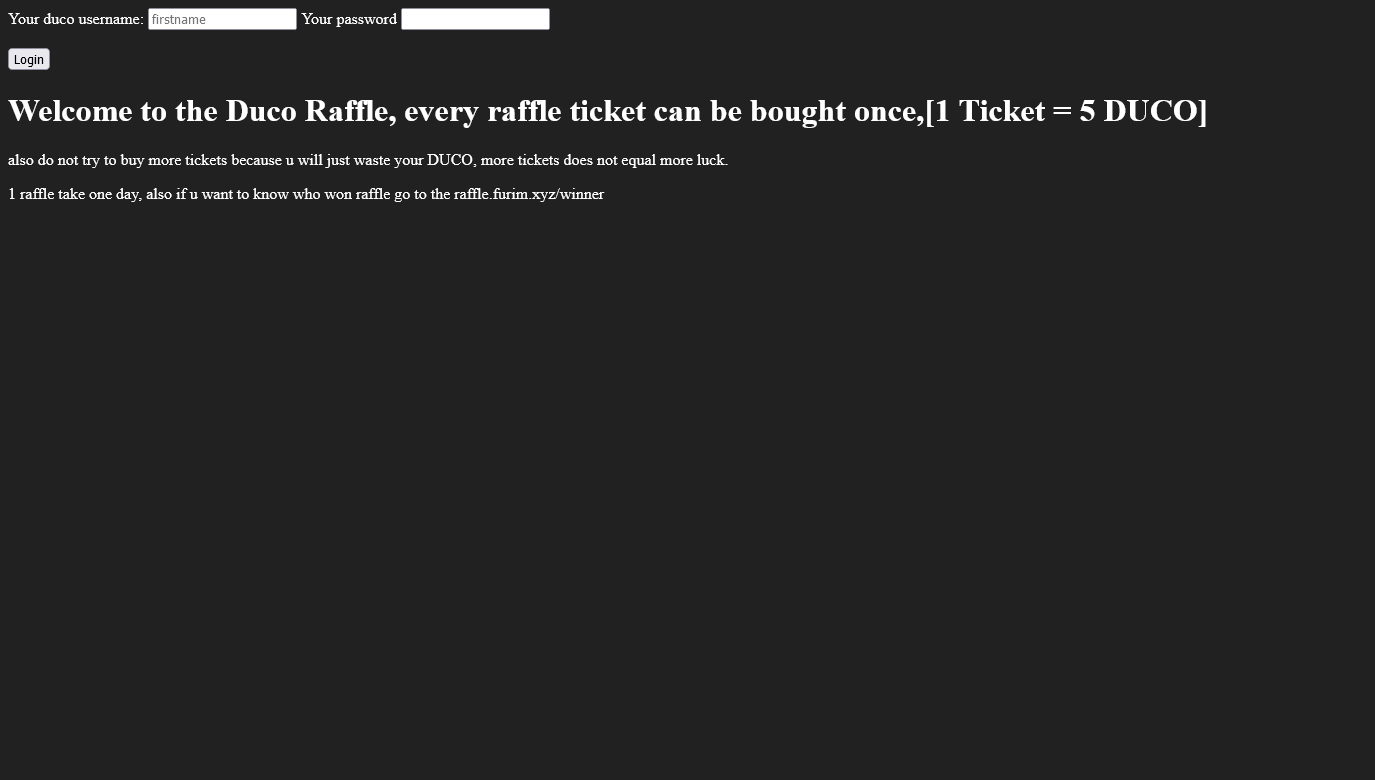 Your duco username: firstname Your password
Login
Welcome to the Duco Raffle, every raffle ticket can be bought once,[1 Ticket = 5 DUCO]
also do not try to buy more tickets because u will just waste your DUCO, more tickets does not equal more luck.
1 raffle take one day, also if u want to know who won raffle go to the raffle.furim.xyz/winner